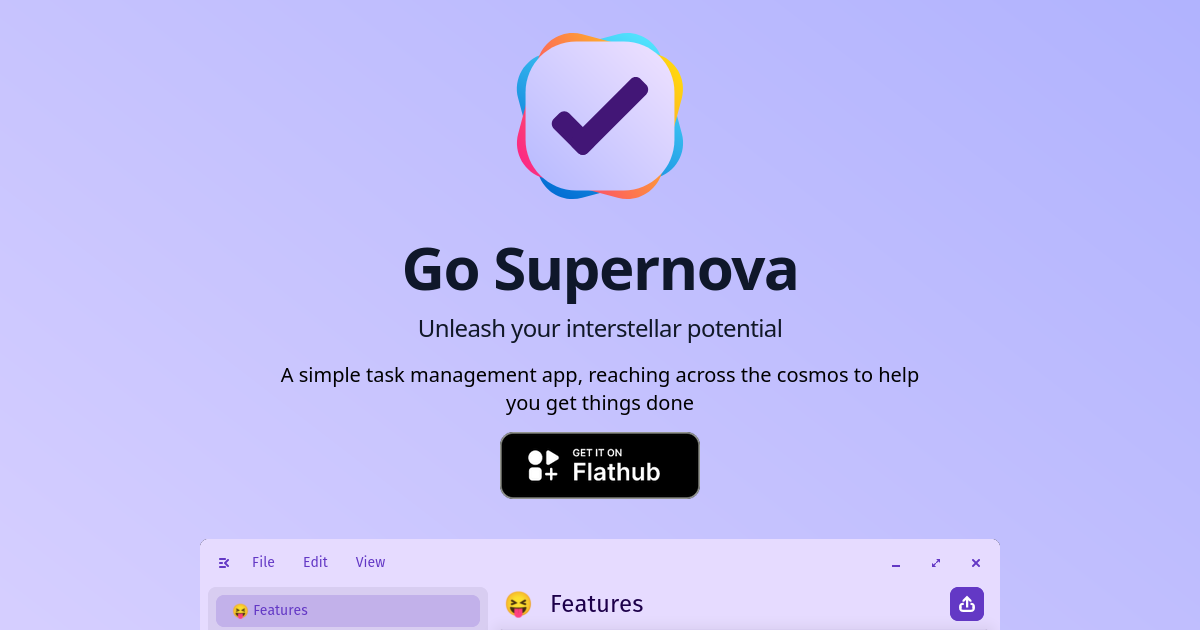 Go Supernova
Unleash your interstellar potential
A simple task management app, reaching across the cosmos to help
you get things done
GET IT ON
Flathub
File Edit View
Features
Features